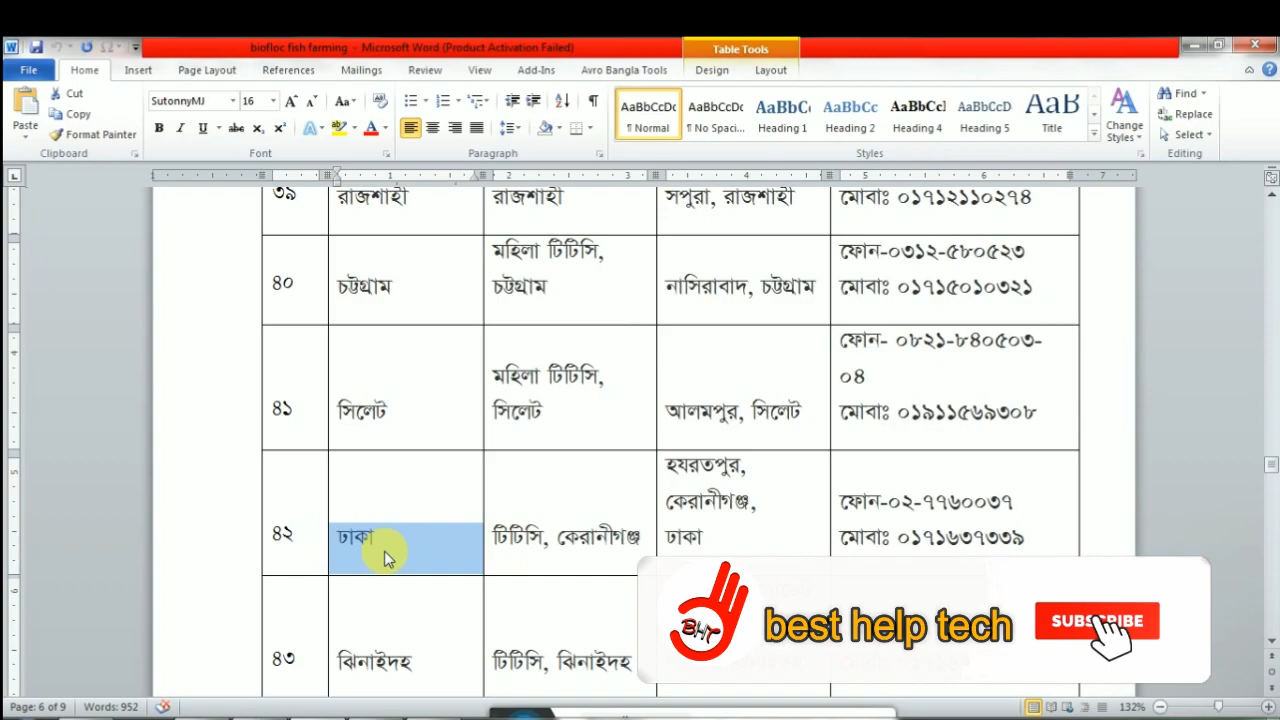 biofloc fish farming - Microsoft Word (Product Activation Failed)
Table Tools
File Home Insert Page Layout References Mailings Review View Add-Ins Avro Bangla Tools Design Layout
Paste
Cut
Copy
Format Painter
SutonnyMJ 16
AaBbCcDc AaBbCcDc AaBbC AaBbCc AaBbCcI AaBbCcD AaB
¶ Normal ¶ No Spaci... Heading 1 Heading 2 Heading 4 Heading 5 Title
Change Styles
Find
Replace
Select
Clipboard Font Paragraph Styles Editing
৩৯ রাজশাহী রাজশাহী সপুরা, রাজশাহী মোবাঃ ০১৭১২১১০২৭৪
৪০ চট্টগ্রাম
মহিলা টিটিসি,
চট্টগ্রাম
নাসিরাবাদ, চট্টগ্রাম
ফোন-০৩১২-৫৮০৫২৩
মোবাঃ ০১৭১৫০১০৩২১
৪১ সিলেট
মহিলা টিটিসি,
সিলেট
আলমপুর, সিলেট
ফোন- ০৮২১-৮৪০৫০৩-
০৪
মোবাঃ ০১৯১১৫৬৯৩০৮
৪২ ঢাকা টিটিসি, কেরানীগঞ্জ
হযরতপুর,
কেরানীগঞ্জ,
ঢাকা
ফোন-০২-৭৭৬০০৩৭
মোবাঃ ০১৭১৬৩৭৩৩৯
৪৩ ঝিনাইদহ টিটিসি, ঝিনাইদহ
BHT
best help tech
SUBSCRIBE
Page: 6 of 9 Words: 952 132%